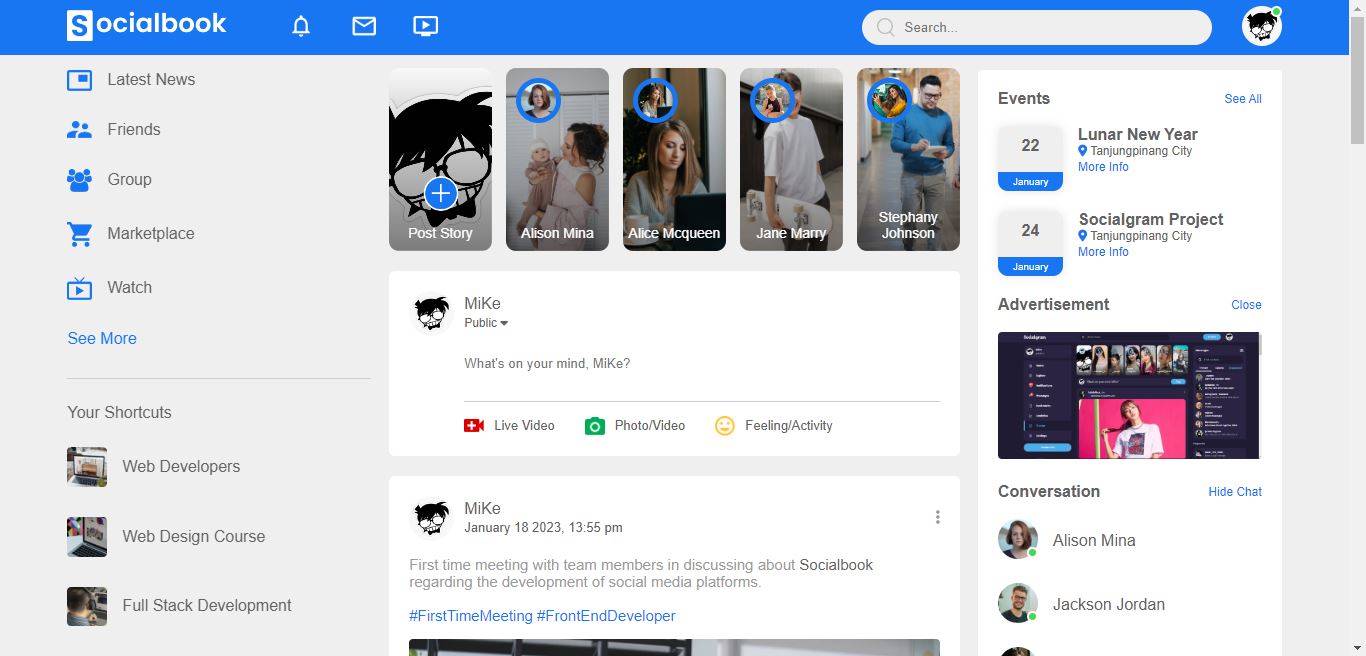 Socialbook
Search...
Latest News
Friends
Group
Marketplace
Watch
See More
Your Shortcuts
Web Developers
Web Design Course
Full Stack Development
Post Story
Alison Mina
Alice Mcqueen
Jane Marry
Stephany
Johnson
MiKe
Public
What's on your mind, MiKe?
Live Video
Photo/Video
Feeling/Activity
MiKe
January 18 2023, 13:55 pm
First time meeting with team members in discussing about Socialbook
regarding the development of social media platforms.
#FirstTimeMeeting #FrontEndDeveloper
Events
See All
22
January
Lunar New Year
Tanjungpinang City
More Info
24
January
Socialgram Project
Tanjungpinang City
More Info
Advertisement
Close
Socialgram
Conversation
Hide Chat
Alison Mina
Jackson Jordan